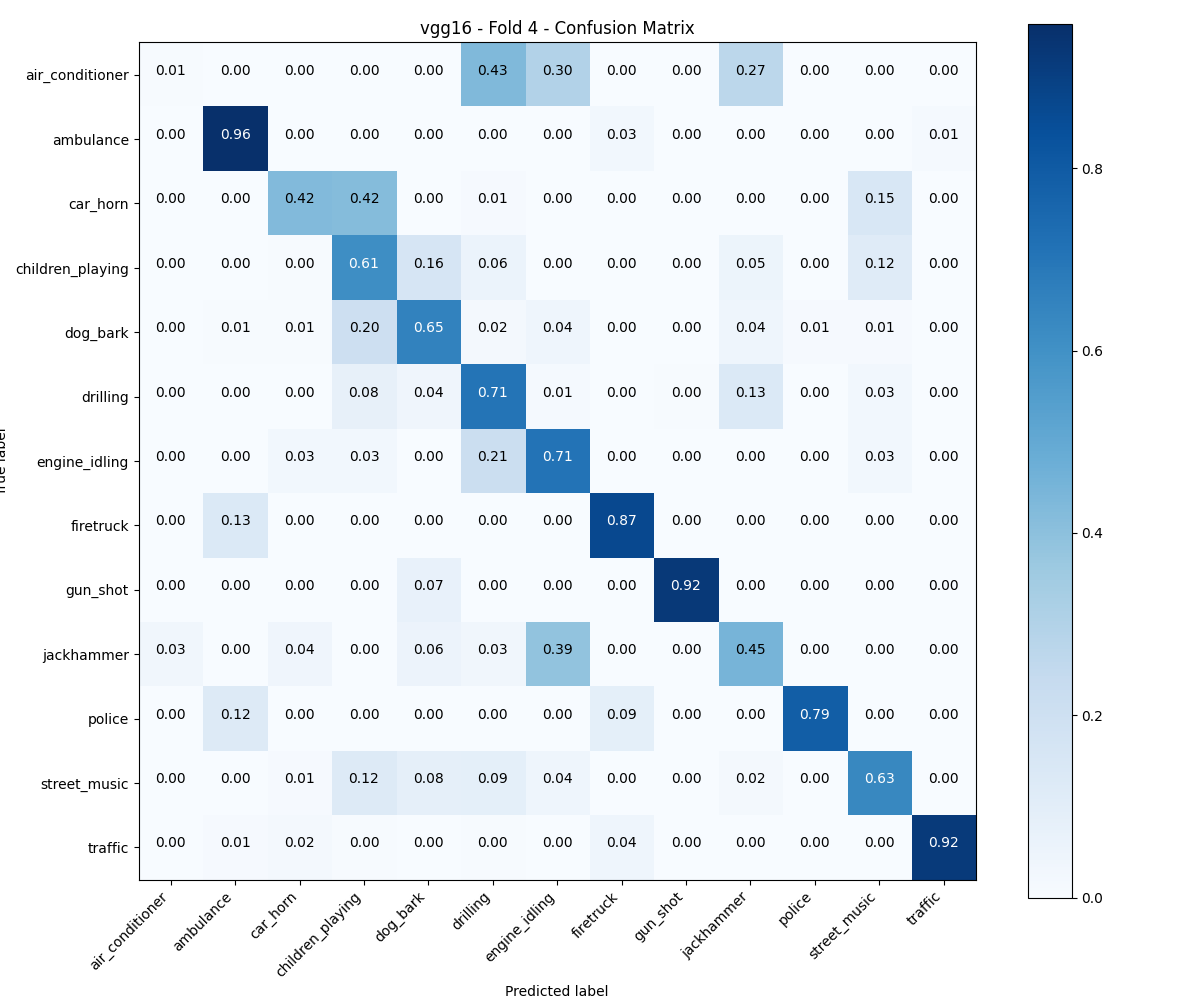 vgg16 - Fold 4 - Confusion Matrix
air_conditioner 0.01 0.00 0.00 0.00 0.00 0.43 0.30 0.00 0.00 0.27 0.00 0.00 0.00
ambulance 0.00 0.96 0.00 0.00 0.00 0.00 0.00 0.03 0.00 0.00 0.00 0.00 0.01
0.8
car_horn 0.00 0.00 0.42 0.42 0.00 0.01 0.00 0.00 0.00 0.00 0.00 0.15 0.00
children_playing 0.00 0.00 0.00 0.61 0.16 0.06 0.00 0.00 0.00 0.05 0.00 0.12 0.00
dog_bark 0.00 0.01 0.01 0.20 0.65 0.02 0.04 0.00 0.00 0.04 0.01 0.01 0.00
0.6
drilling 0.00 0.00 0.00 0.08 0.04 0.71 0.01 0.00 0.00 0.13 0.00 0.03 0.00
engine_idling 0.00 0.00 0.03 0.03 0.00 0.21 0.71 0.00 0.00 0.00 0.00 0.03 0.00
label
firetruck 0.00 0.13 0.00 0.00 0.00 0.00 0.00 0.87 0.00 0.00 0.00 0.00 0.00
0.4
gun_shot 0.00 0.00 0.00 0.00 0.07 0.00 0.00 0.00 0.92 0.00 0.00 0.00 0.00
jackhammer 0.03 0.00 0.04 0.00 0.06 0.03 0.39 0.00 0.00 0.45 0.00 0.00 0.00
police 0.00 0.12 0.00 0.00 0.00 0.00 0.00 0.09 0.00 0.00 0.79 0.00 0.00
0.2
street_music 0.00 0.00 0.01 0.12 0.08 0.09 0.04 0.00 0.00 0.02 0.00 0.63 0.00
traffic 0.00 0.01 0.02 0.00 0.00 0.00 0.00 0.04 0.00 0.00 0.00 0.00 0.92
0.0
air_conditioner ambulance car_horn children_playing dog_bark drilling engine_idling firetruck gun_shot jackhammer police street_music traffic
Predicted label